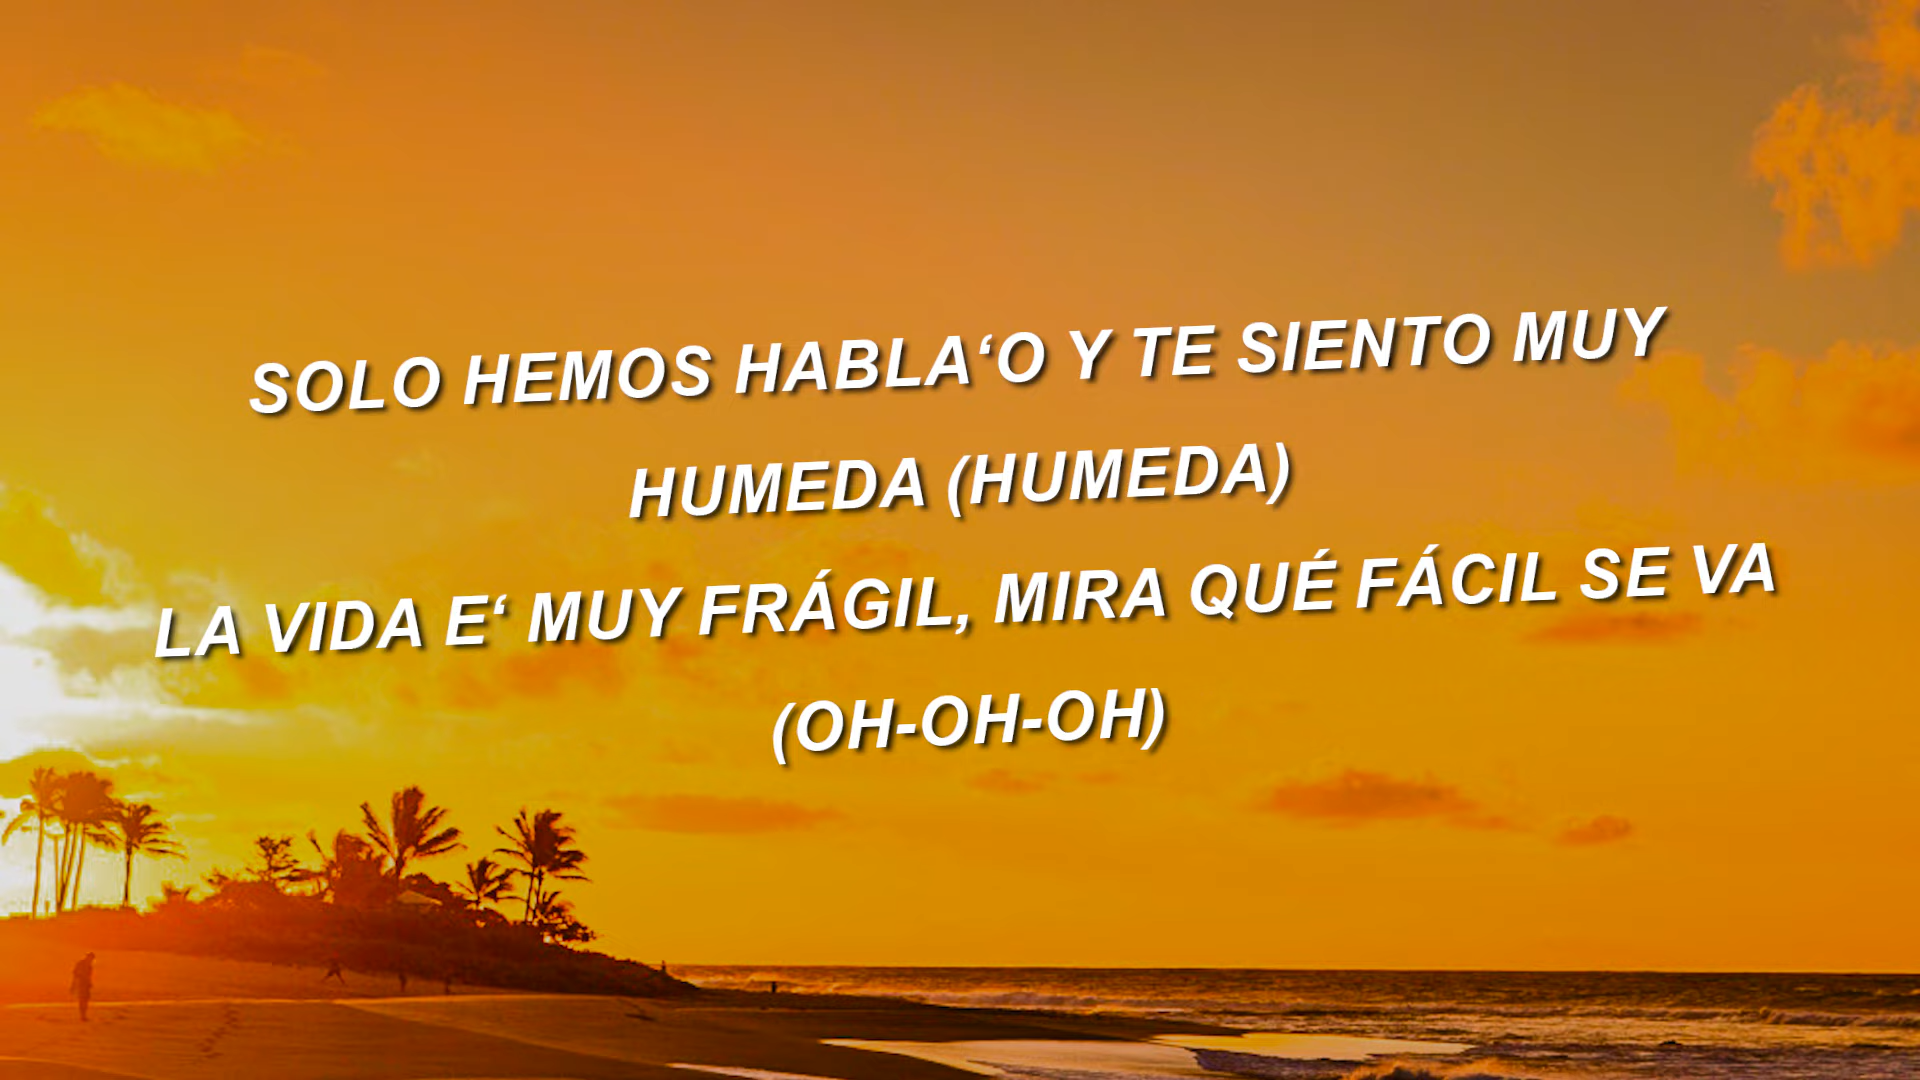 SOLO HEMOS HABLA‘O Y TE SIENTO MUY
HUMEDA (HUMEDA)
LA VIDA E‘ MUY FRÁGIL, MIRA QUÉ FÁCIL SE VA
(OH-OH-OH)